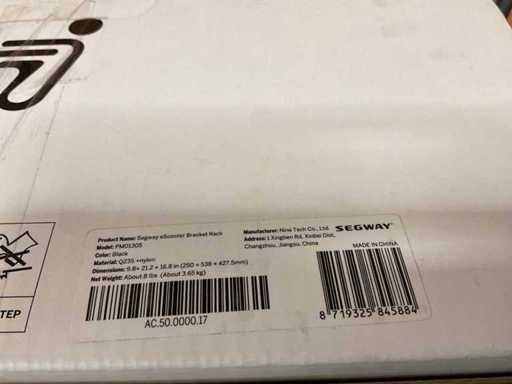 Product Name: Segway eScooter Bracket Rack
Model: PM01305
Color: Black
Material: Q235 +nylon
Dimensions: 9.8× 21.2 × 16.8 in (250 × 538 × 427.5mm)
Net Weight: About 8 lbs (About 3.65 kg)
Manufacturer: Nine Tech Co., Ltd.
Address: 1 Xingben Rd, Xinbei Dist,
Changzhou, Jiangsu, China
SEGWAY
MADE IN CHINA
AC.50.0000.17
8 719325 845884
TEP